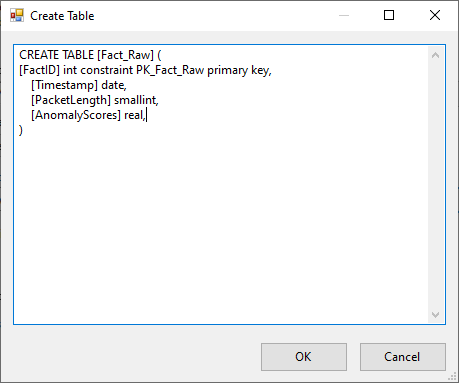 Create Table
CREATE TABLE [Fact_Raw] (
[FactID] int constraint PK_Fact_Raw primary key,
    [Timestamp] date,
    [PacketLength] smallint,
    [AnomalyScores] real,
)
OK
Cancel